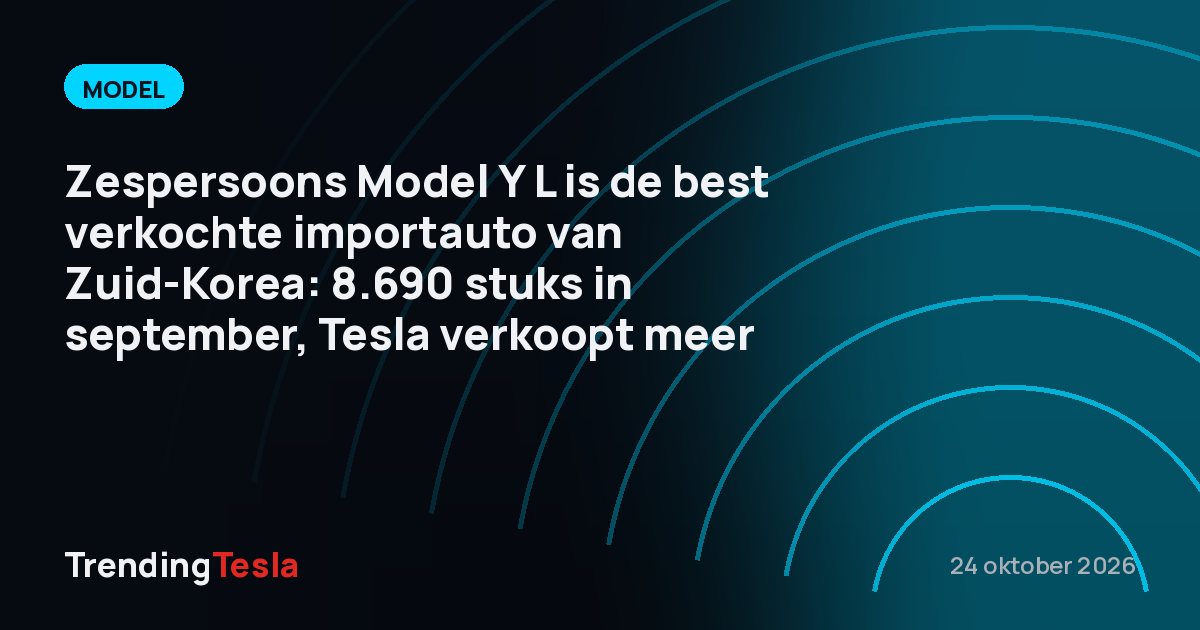 MODEL
Zespersoons Model Y L is de best
verkochte importauto van
Zuid-Korea: 8.690 stuks in
september, Tesla verkoopt meer
TrendingTesla
24 oktober 2026